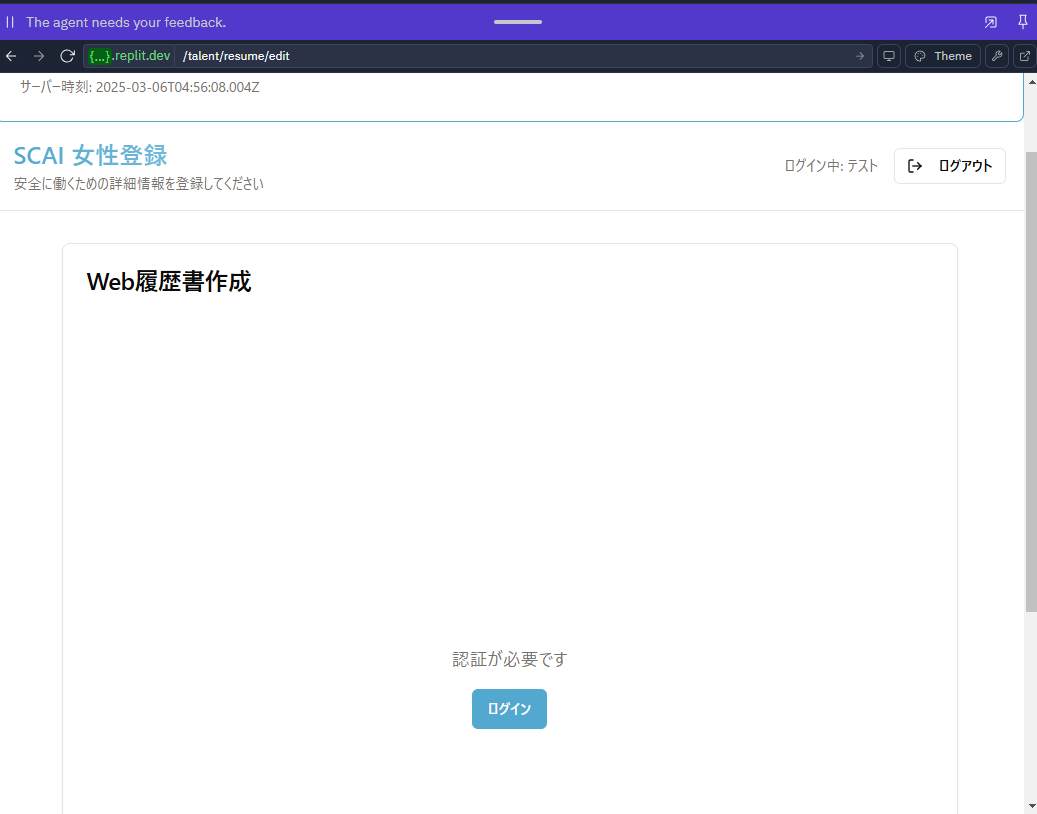 The agent needs your feedback.
{...}.replit.dev /talent/resume/edit Theme
サーバー時刻: 2025-03-06T04:56:08.004Z
SCAI 女性登録
安全に働くための詳細情報を登録してください
ログイン中: テスト ログアウト
Web履歴書作成
認証が必要です
ログイン